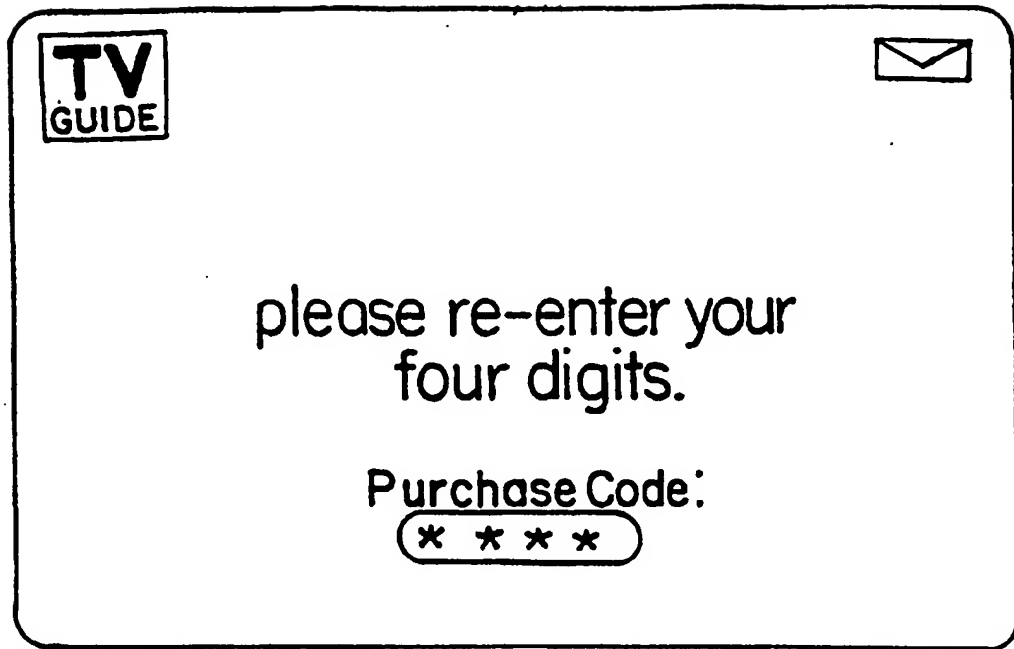 TV
GUIDE
please re-enter your
four digits.
Purchase Code:
* * * *